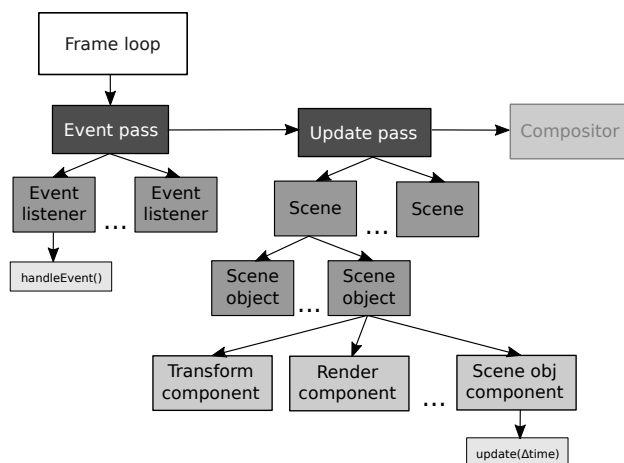 Frame loop
Event pass
Update pass
Compositor
Event
listener
...
Event
listener
Scene
...
Scene
handleEvent()
Scene
object
...
Scene
object
Transform
component
Render
component
...
Scene obj
component
update(Δtime)